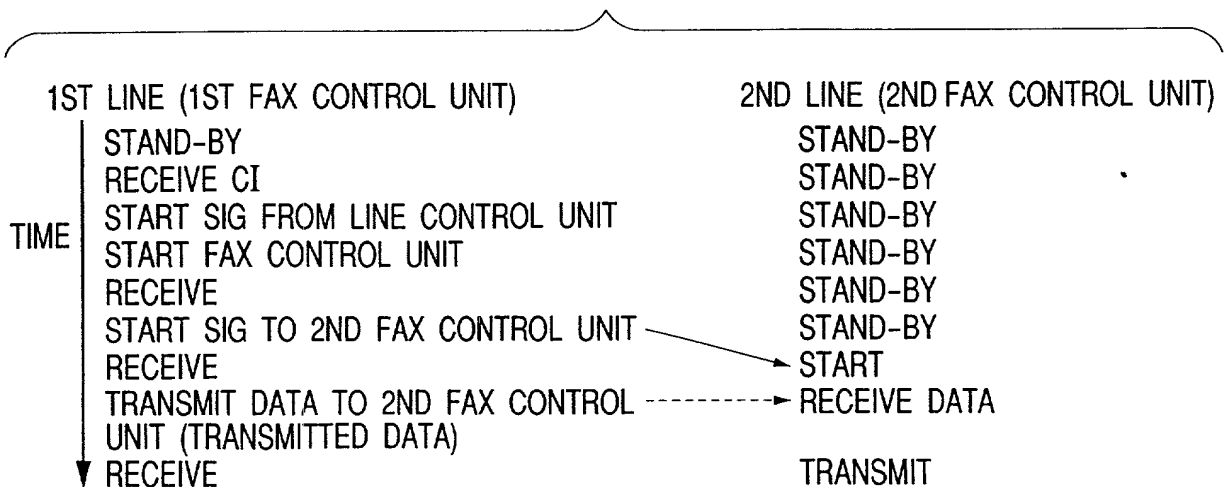 1ST LINE (1ST FAX CONTROL UNIT)
STAND-BY
RECEIVE CI
START SIG FROM LINE CONTROL UNIT
START FAX CONTROL UNIT
RECEIVE
START SIG TO 2ND FAX CONTROL UNIT
RECEIVE
TRANSMIT DATA TO 2ND FAX CONTROL
UNIT (TRANSMITTED DATA)
RECEIVE
TIME
2ND LINE (2ND FAX CONTROL UNIT)
STAND-BY
STAND-BY
STAND-BY
STAND-BY
STAND-BY
STAND-BY
START
RECEIVE DATA
TRANSMIT